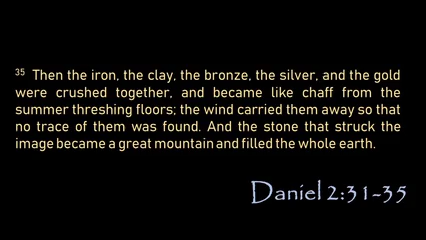 35 Then the iron, the clay, the bronze, the silver, and the gold
were crushed together, and became like chaff from the
summer threshing floors; the wind carried them away so that
no trace of them was found. And the stone that struck the
image became a great mountain and filled the whole earth.
Daniel 2:31-35